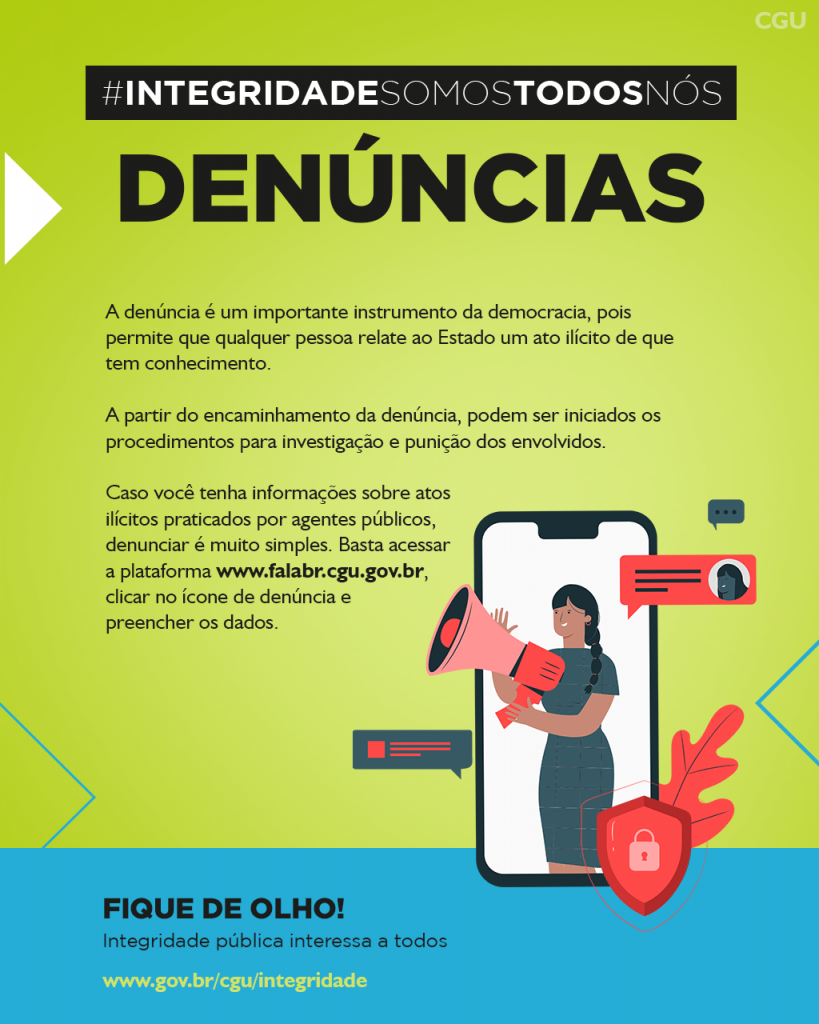 CGU
#INTEGRIDADESOMOSTODOSNÓS
DENÚNCIAS
A denúncia é um importante instrumento da democracia, pois
permite que qualquer pessoa relate ao Estado um ato ilícito de que
tem conhecimento.
A partir do encaminhamento da denúncia, podem ser iniciados os
procedimentos para investigação e punição dos envolvidos.
Caso você tenha informações sobre atos
ilícitos praticados por agentes públicos,
denunciar é muito simples. Basta acessar
a plataforma www.falabr.cgu.gov.br,
clicar no ícone de denúncia e
preencher os dados.
FIQUE DE OLHO!
Integridade pública interessa a todos
www.gov.br/cgu/integridade